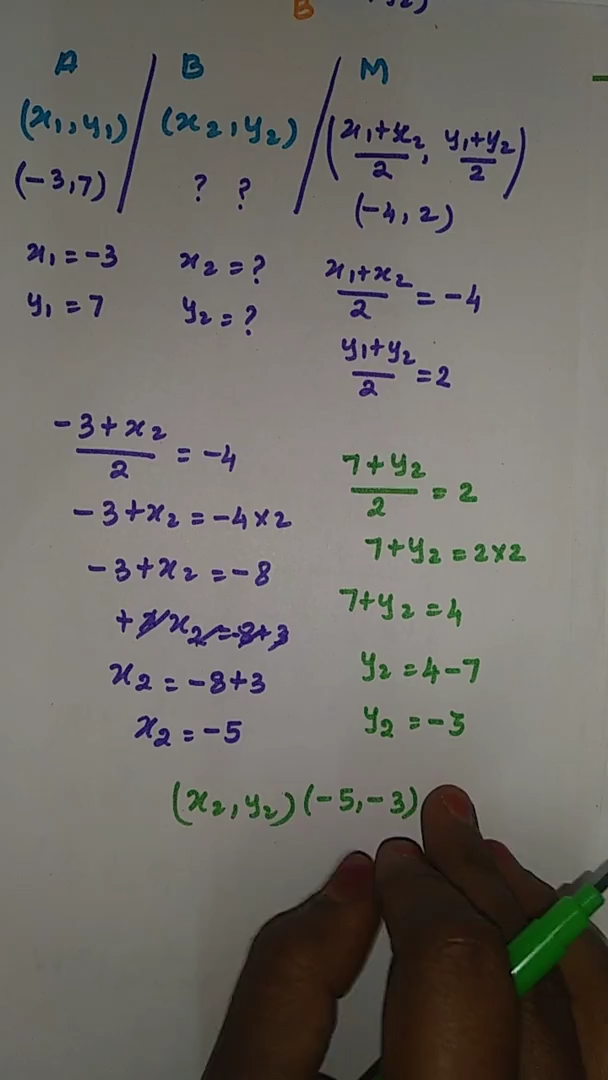 B
y2)
A B M
(x₁, y₁) (x₂, y₂) (x₁+x₂/2, y₁+y₂/2)
(-3, 7) ? ? (-4, 2)
x₁ = -3 x₂ = ? x₁+x₂/2 = -4
y₁ = 7 y₂ = ? y₁+y₂/2 = 2
-3+x₂/2 = -4
-3+x₂ = -4×2
-3+x₂ = -8
x₂ = -8+3
x₂ = -5
7+y₂/2 = 2
7+y₂ = 2×2
7+y₂ = 4
y₂ = 4-7
y₂ = -3
(x₂, y₂) (-5, -3)